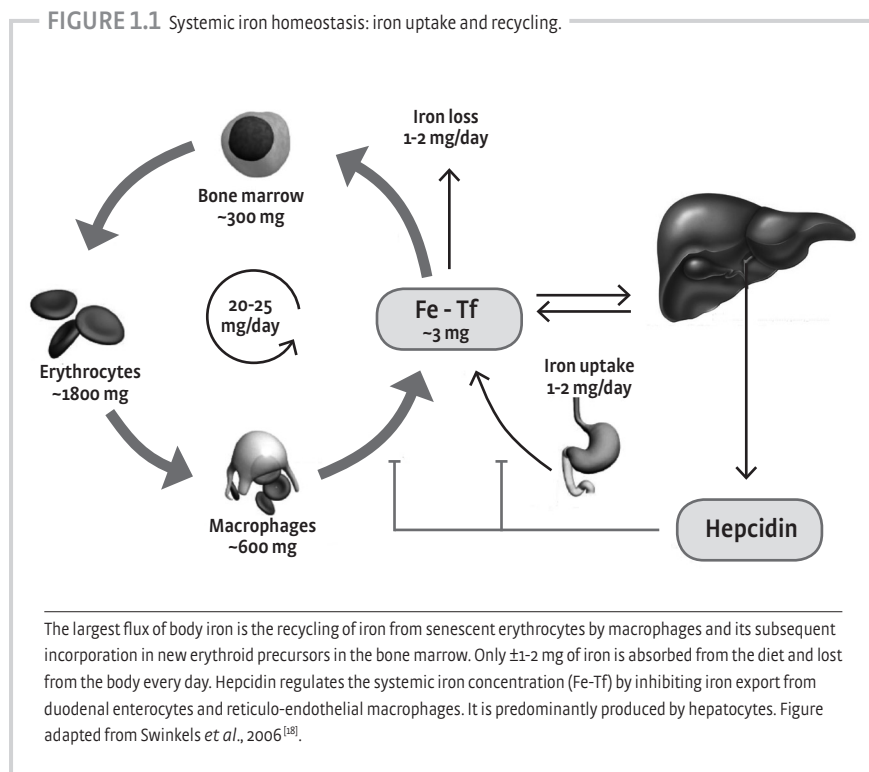 FIGURE 1.1 Systemic iron homeostasis: iron uptake and recycling.
Iron loss
1-2 mg/day
Bone marrow
~300 mg
20-25
mg/day
Fe - Tf
~3 mg
Erythrocytes
~1800 mg
Iron uptake
1-2 mg/day
Macrophages
~600 mg
Hepcidin
The largest flux of body iron is the recycling of iron from senescent erythrocytes by macrophages and its subsequent
incorporation in new erythroid precursors in the bone marrow. Only ±1-2 mg of iron is absorbed from the diet and lost
from the body every day. Hepcidin regulates the systemic iron concentration (Fe-Tf) by inhibiting iron export from
duodenal enterocytes and reticulo-endothelial macrophages. It is predominantly produced by hepatocytes. Figure
adapted from Swinkels et al., 2006[18].